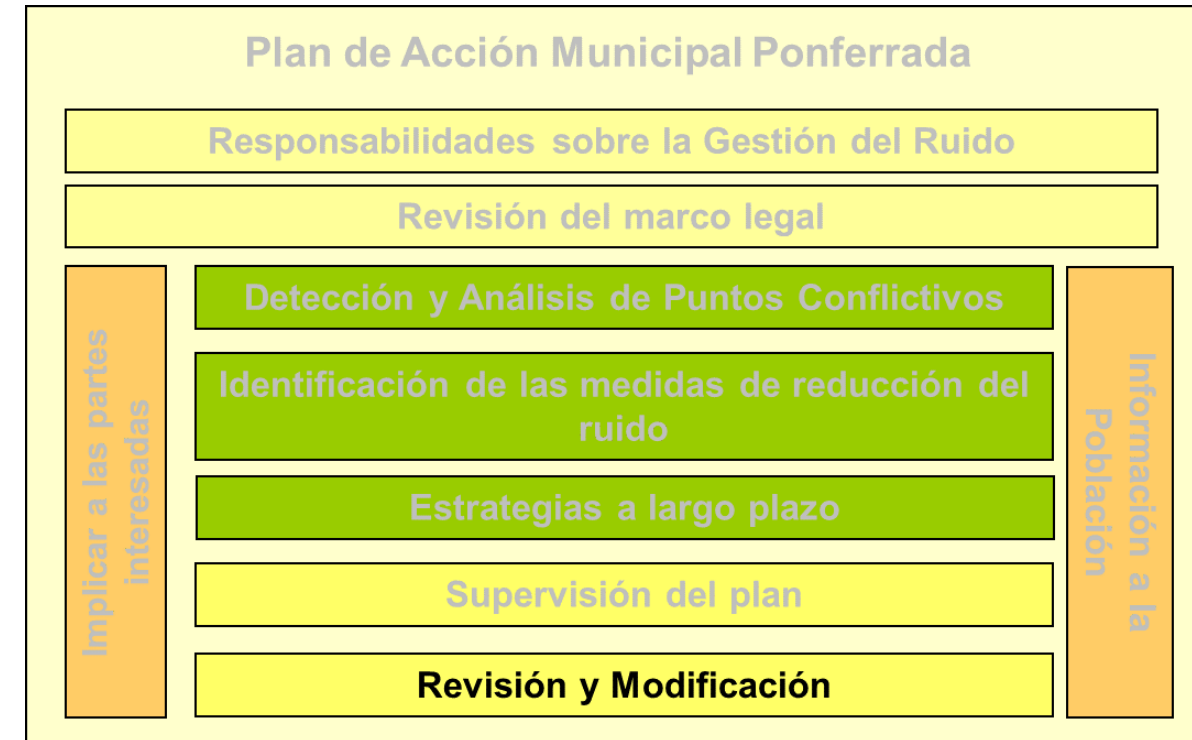 Plan de Acción Municipal Ponferrada
Responsabilidades sobre la Gestión del Ruido
Revisión del marco legal
Implicar a las partes
interesadas
Detección y Análisis de Puntos Conflictivos
Identificación de las medidas de reducción del
ruido
Estrategias a largo plazo
Supervisión del plan
Revisión y Modificación
Información a la
Población